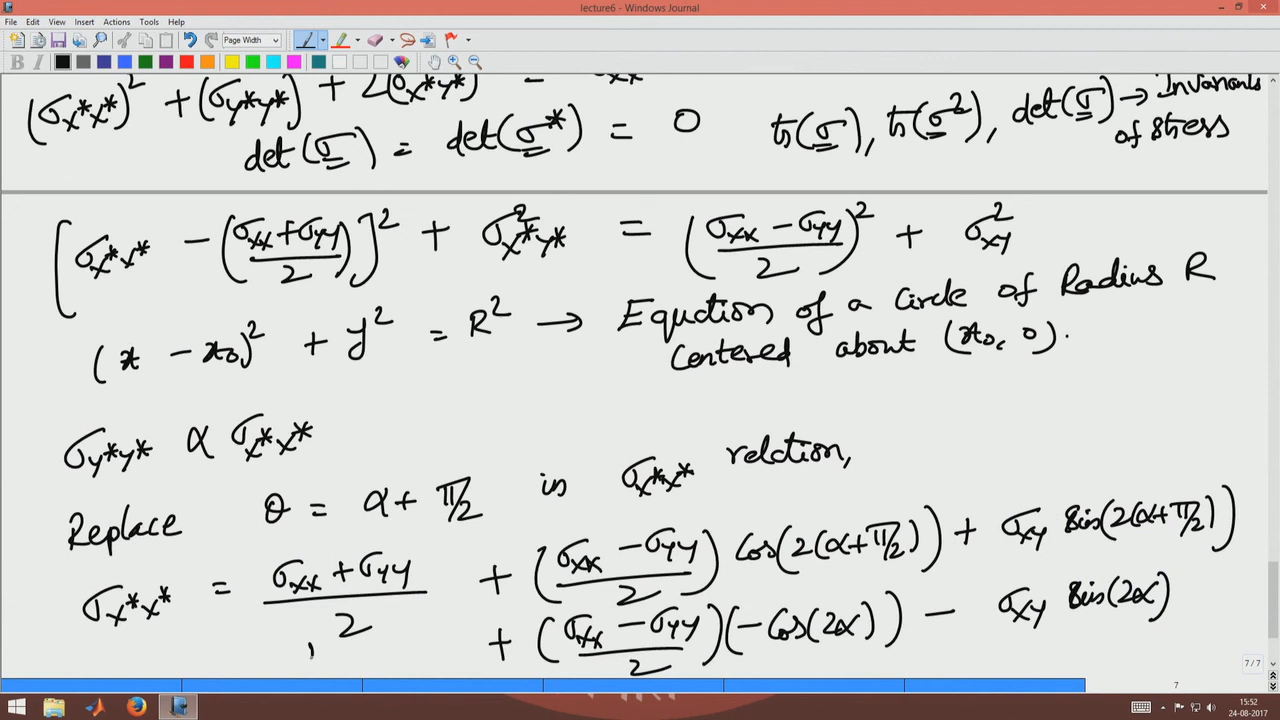 lecture6 - Windows Journal
File Edit View Insert Actions Tools Help
Page Width
(σx*x*)² + (σy*y*) + 2(σx*y*) = σxx
det(σ) = det(σ*) = 0 tr(σ), tr(σ²), det(σ) → Invariants of stress
[σx*x* - (σxx + σyy)/2]² + σ²x*y* = ((σxx - σyy)/2)² + σ²xy
(x - x₀)² + y² = R² → Equation of a Circle of Radius R
Centered about (x₀, 0).
σy*y* α σx*x*
Replace θ = α + π/2 in σx*x* relation,
σx*x* = (σxx + σyy)/2 + ((σxx - σyy)/2) Cos(2(α+π/2)) + σxy Sin(2(α+π/2))
+ ((σxx - σyy)/2)(-Cos(2α)) - σxy Sin(2α)
7/7
7
15:52
24-08-2017